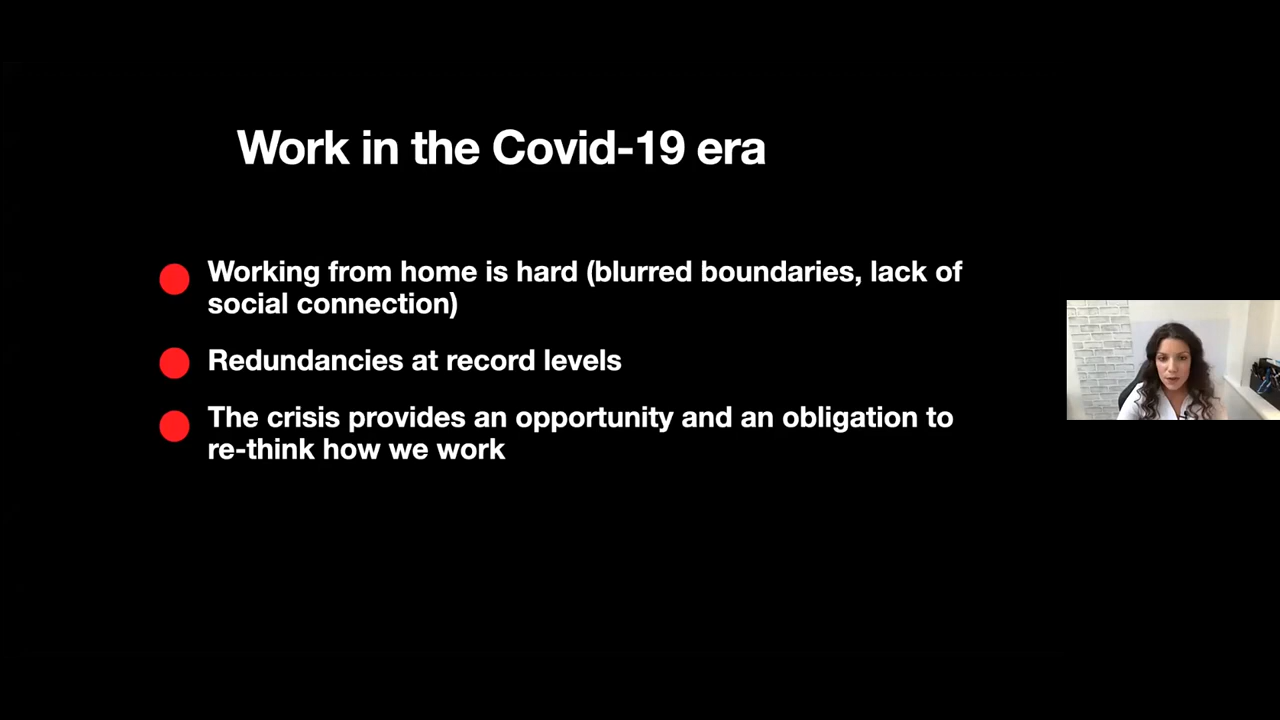 Work in the Covid-19 era
Working from home is hard (blurred boundaries, lack of
social connection)
Redundancies at record levels
The crisis provides an opportunity and an obligation to
re-think how we work